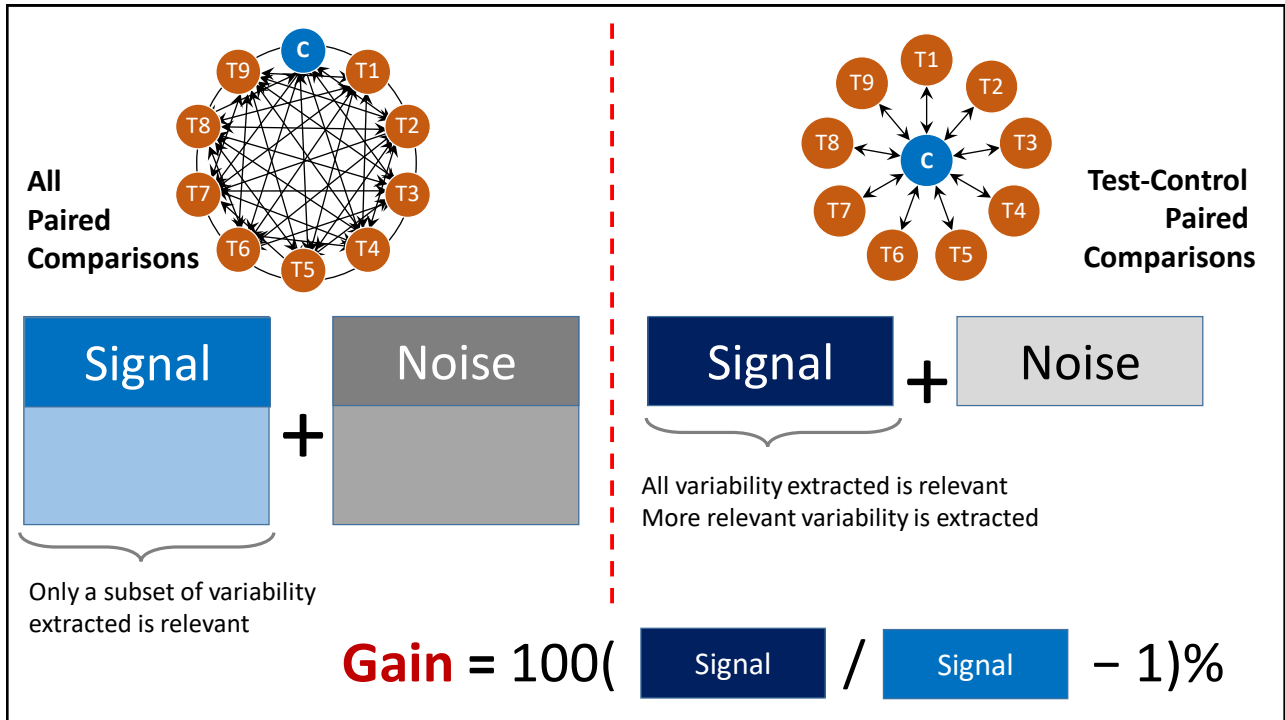 C
T1
T2
T3
T4
T5
T6
T7
T8
T9
All
Paired
Comparisons
Signal
+
Noise
Only a subset of variability
extracted is relevant
T1
T2
T3
T4
T5
T6
T7
T8
T9
C
Test-Control
Paired
Comparisons
Signal
+
Noise
All variability extracted is relevant
More relevant variability is extracted
Gain = 100( Signal / Signal – 1)%